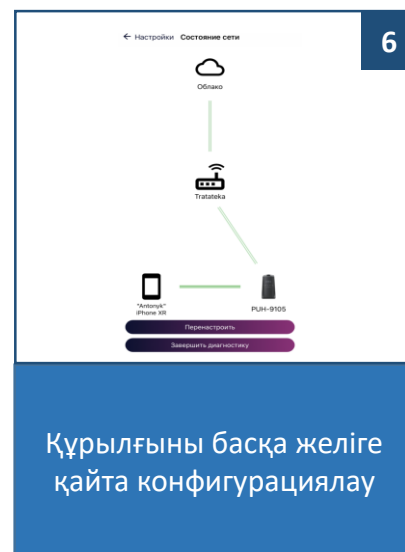 ← Настройки Состояние сети
6
Облако
Tratateka
"Antonyk"
iPhone XR
PUH-9105
Перенастроить
Завершить диагностику
Құрылғыны басқа желіге
қайта конфигурациялау